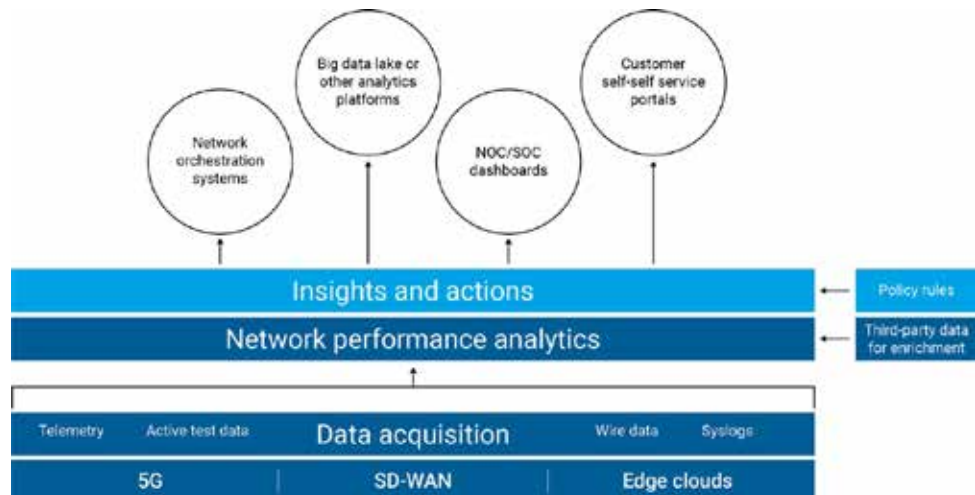 Big data lake or
other analytics
platforms
Customer
self-self service
portals
Network
orchestration
systems
NOC/SOC
dashboards
Insights and actions
Policy rules
Network performance analytics
Third-party data
for enrichment
Telemetry
Active test data
Data acquisition
Wire data
Syslogs
5G
SD-WAN
Edge clouds